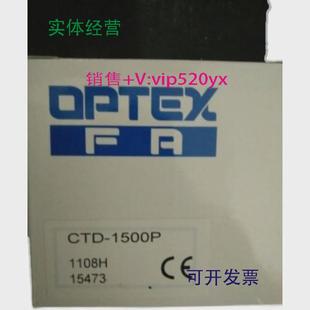 实体经营
销售+V:vip520yx
OPTEX
FA
CTD-1500P
1108H
15473
CE
可开发票